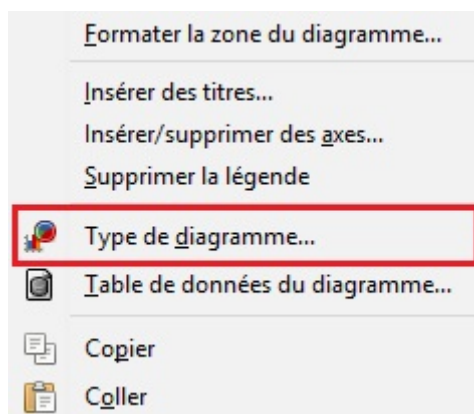 Formater la zone du diagramme...
Insérer des titres...
Insérer/supprimer des axes...
Supprimer la légende
Type de diagramme...
Table de données du diagramme...
Copier
Coller